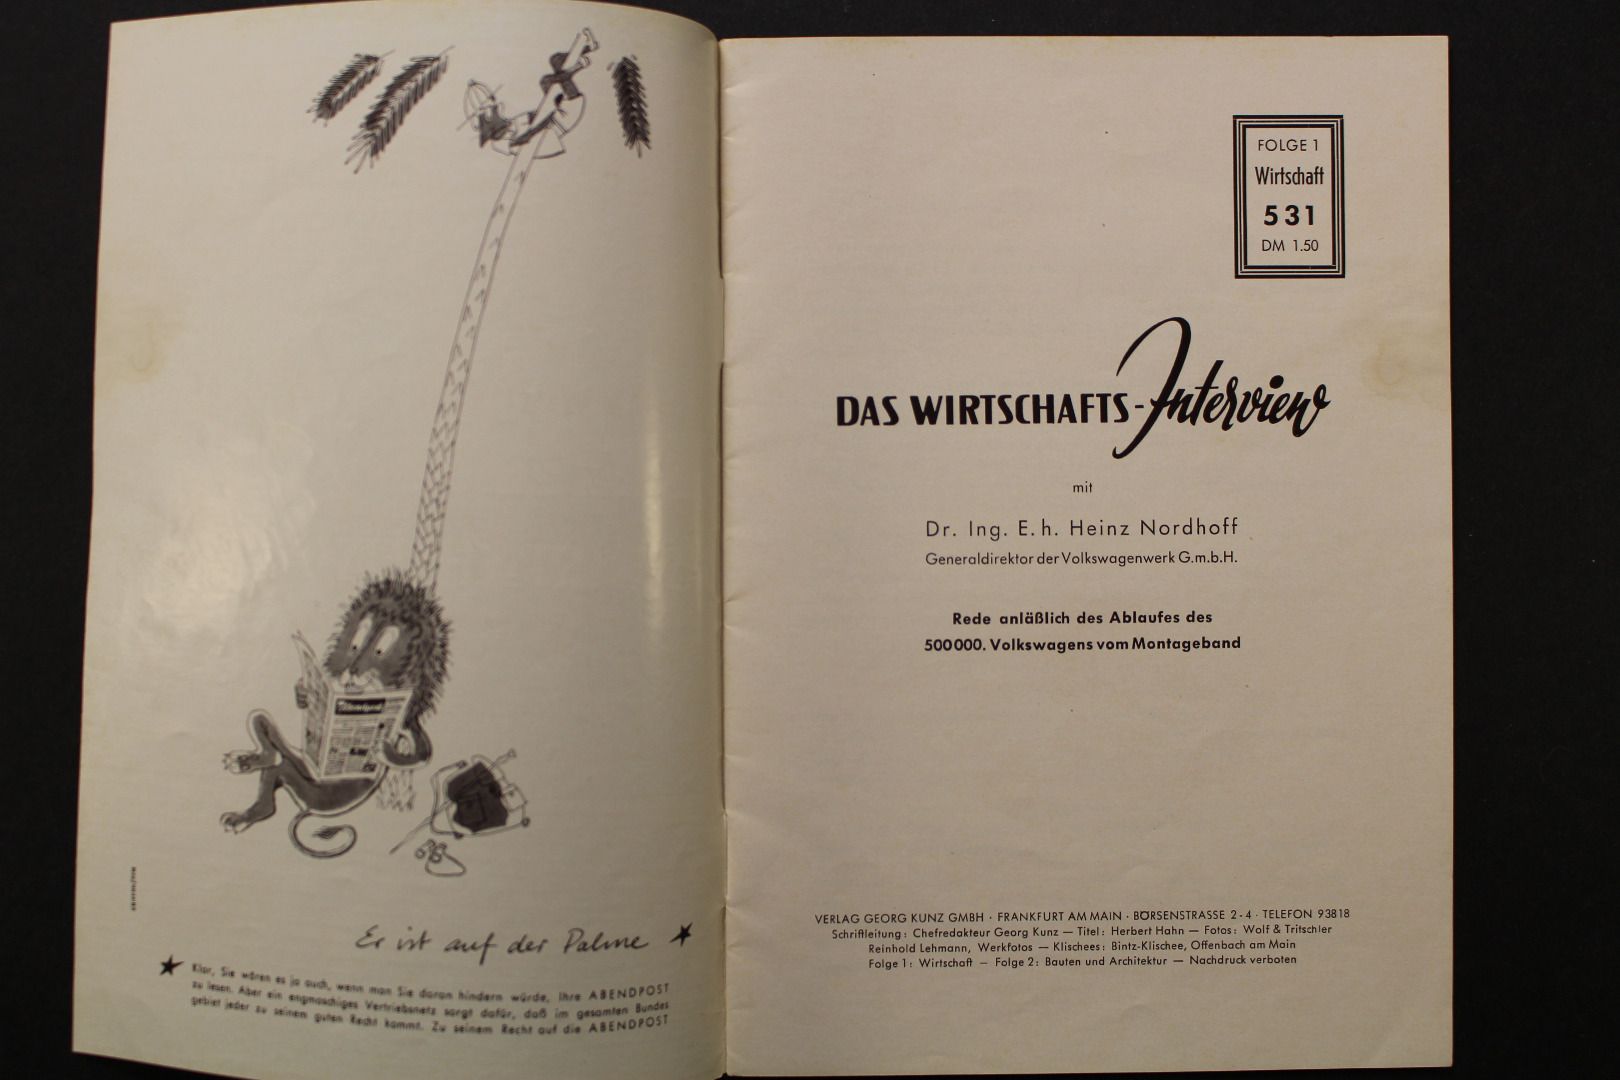 Abendpost
Er ist auf der Palme
Klar, Sie wären es ja auch, wenn man Sie daran hindern würde, Ihre ABENDPOST
zu lesen. Aber ein engmaschiges Vertriebsnetz sorgt dafür, daß im gesamten Bundes
gebiet jeder zu seinem guten Recht kommt. Zu seinem Recht auf die ABENDPOST
FOLGE 1
Wirtschaft
531
DM 1.50
DAS WIRTSCHAFTS-Interview
mit
Dr. Ing. E. h. Heinz Nordhoff
Generaldirektor der Volkswagenwerk G.m.b.H.
Rede anläßlich des Ablaufes des
500000. Volkswagens vom Montageband
VERLAG GEORG KUNZ GMBH · FRANKFURT AM MAIN · BÖRSENSTRASSE 2-4 · TELEFON 93818
Schriftleitung: Chefredakteur Georg Kunz — Titel: Herbert Hahn — Fotos: Wolf & Tritschler
Reinhold Lehmann, Werkfotos — Klischees: Bintz-Klischee, Offenbach am Main
Folge 1: Wirtschaft — Folge 2: Bauten und Architektur — Nachdruck verboten